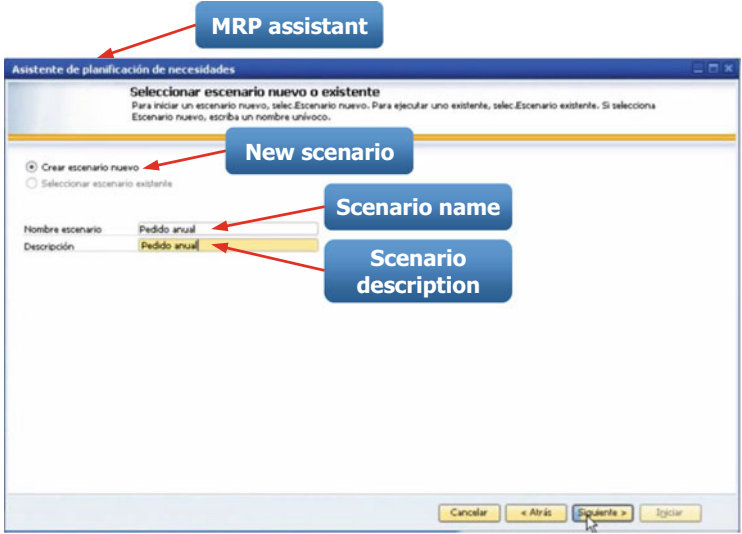 MRP assistant
Asistente de planificación de necesidades
Seleccionar escenario nuevo o existente
Para iniciar un escenario nuevo, selec.Escenario nuevo. Para ejecutar uno existente, selec.Escenario existente. Si selecciona
Escenario nuevo, escriba un nombre unívoco.
New scenario
Crear escenario nuevo
Seleccionar escenario existente
Scenario name
Nombre escenario Pedido anual
Descripción Pedido anual
Scenario
description
Cancelar < Atrás Siguiente > Iniciar